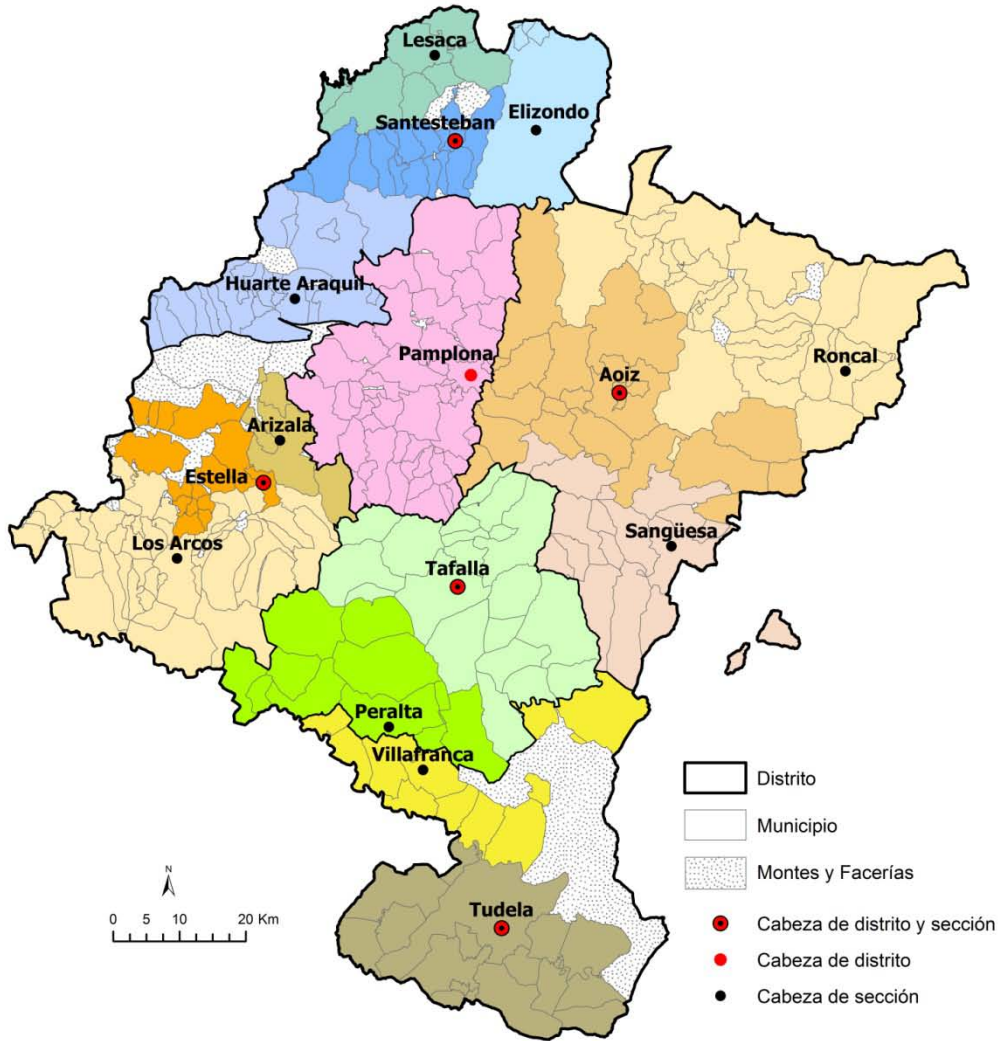 Lesaca
Elizondo
Santesteban
Huarte Araquil
Pamplona
Aoiz
Roncal
Arizala
Estella
Los Arcos
Sangüesa
Tafalla
Peralta
Villafranca
Tudela
N
0 5 10 20 Km
Distrito
Municipio
Montes y Facerías
Cabeza de distrito y sección
Cabeza de distrito
Cabeza de sección